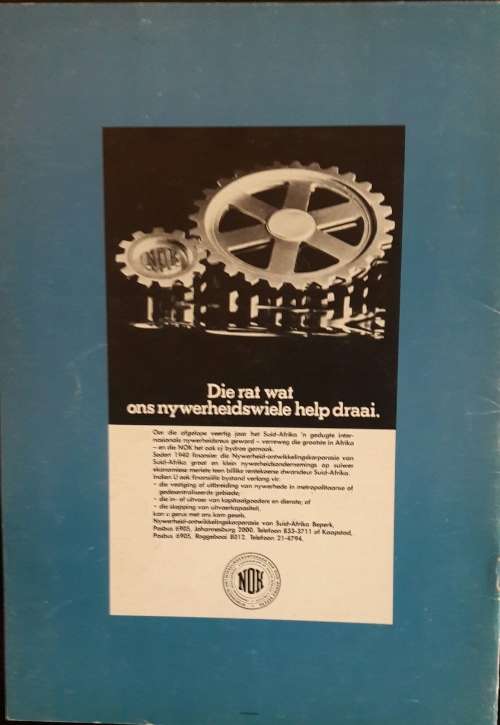 NOK
Die rat wat
ons nywerheidswiele help draai.
Oor die afgelope veertig jaar het Suid-Afrika 'n gedugte inter-
nasionale nywerheidsreus geword – verreweg die grootste in Afrika
– en die NOK het ook sy bydrae gemaak.
Sedert 1940 finansier die Nywerheid-ontwikkelingskorporasie van
Suid-Afrika groot en klein nywerheidsondernemings op suiwer
ekonomiese meriete teen billike rentekoerse dwarsdeur Suid-Afrika.
Indien U ook finansiële bystand verlang vir:
– die vestiging of uitbreiding van nywerhede in metropolitaanse of
gedesentraliseerde gebiede;
– die in- of uitvoer van kapitaalgoedere en dienste; of
– die skepping van uitvoerkapasiteit,
kan u gerus met ons kom gesels.
Nywerheid-ontwikkelingskorporasie van Suid-Afrika Beperk,
Posbus 6905, Johannesburg 2000. Telefoon 833-3711 of Kaapstad,
Posbus 6905, Roggebaai 8012. Telefoon 21-4794.
NOK